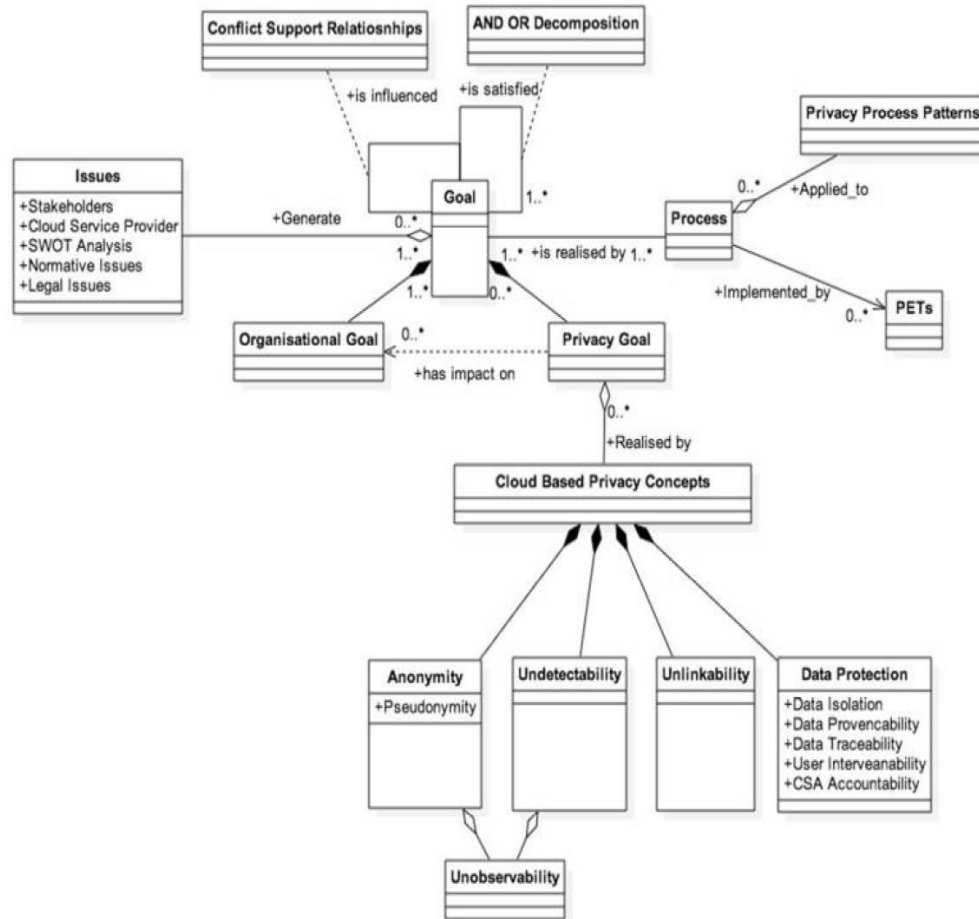 Conflict Support Relatiosnhips
AND OR Decomposition
+is influenced
+is satisfied
Privacy Process Patterns
Issues
+Stakeholders
+Cloud Service Provider
+SWOT Analysis
+Normative Issues
+Legal Issues
+Generate
0..*
1..*
Goal
1..*
0..*
+Applied_to
Process
1..*
+is realised by
1..*
+Implemented_by
0..*
PETs
1..*
0..*
Organisational Goal
0..*
+has impact on
Privacy Goal
0..*
+Realised by
Cloud Based Privacy Concepts
Anonymity
+Pseudonymity
Undetectability
Unlinkability
Data Protection
+Data Isolation
+Data Provencability
+Data Traceability
+User Interveanability
+CSA Accountability
Unobservability